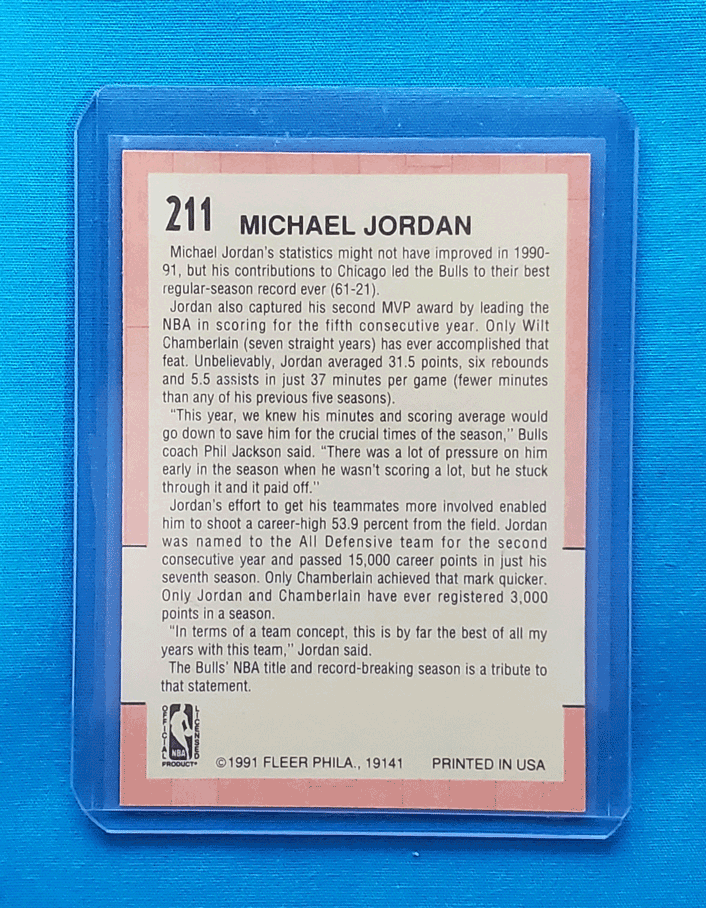 211 MICHAEL JORDAN
Michael Jordan's statistics might not have improved in 1990-
91, but his contributions to Chicago led the Bulls to their best
regular-season record ever (61-21).
Jordan also captured his second MVP award by leading the
NBA in scoring for the fifth consecutive year. Only Wilt
Chamberlain (seven straight years) has ever accomplished that
feat. Unbelievably, Jordan averaged 31.5 points, six rebounds
and 5.5 assists in just 37 minutes per game (fewer minutes
than any of his previous five seasons).
"This year, we knew his minutes and scoring average would
go down to save him for the crucial times of the season," Bulls
coach Phil Jackson said. "There was a lot of pressure on him
early in the season when he wasn't scoring a lot, but he stuck
through it and it paid off."
Jordan's effort to get his teammates more involved enabled
him to shoot a career-high 53.9 percent from the field. Jordan
was named to the All Defensive team for the second
consecutive year and passed 15,000 career points in just his
seventh season. Only Chamberlain achieved that mark quicker.
Only Jordan and Chamberlain have ever registered 3,000
points in a season.
"In terms of a team concept, this is by far the best of all my
years with this team," Jordan said.
The Bulls' NBA title and record-breaking season is a tribute to
that statement.
OFFICIAL
NBA
LICENSED
PRODUCT®
©1991 FLEER PHILA., 19141 PRINTED IN USA